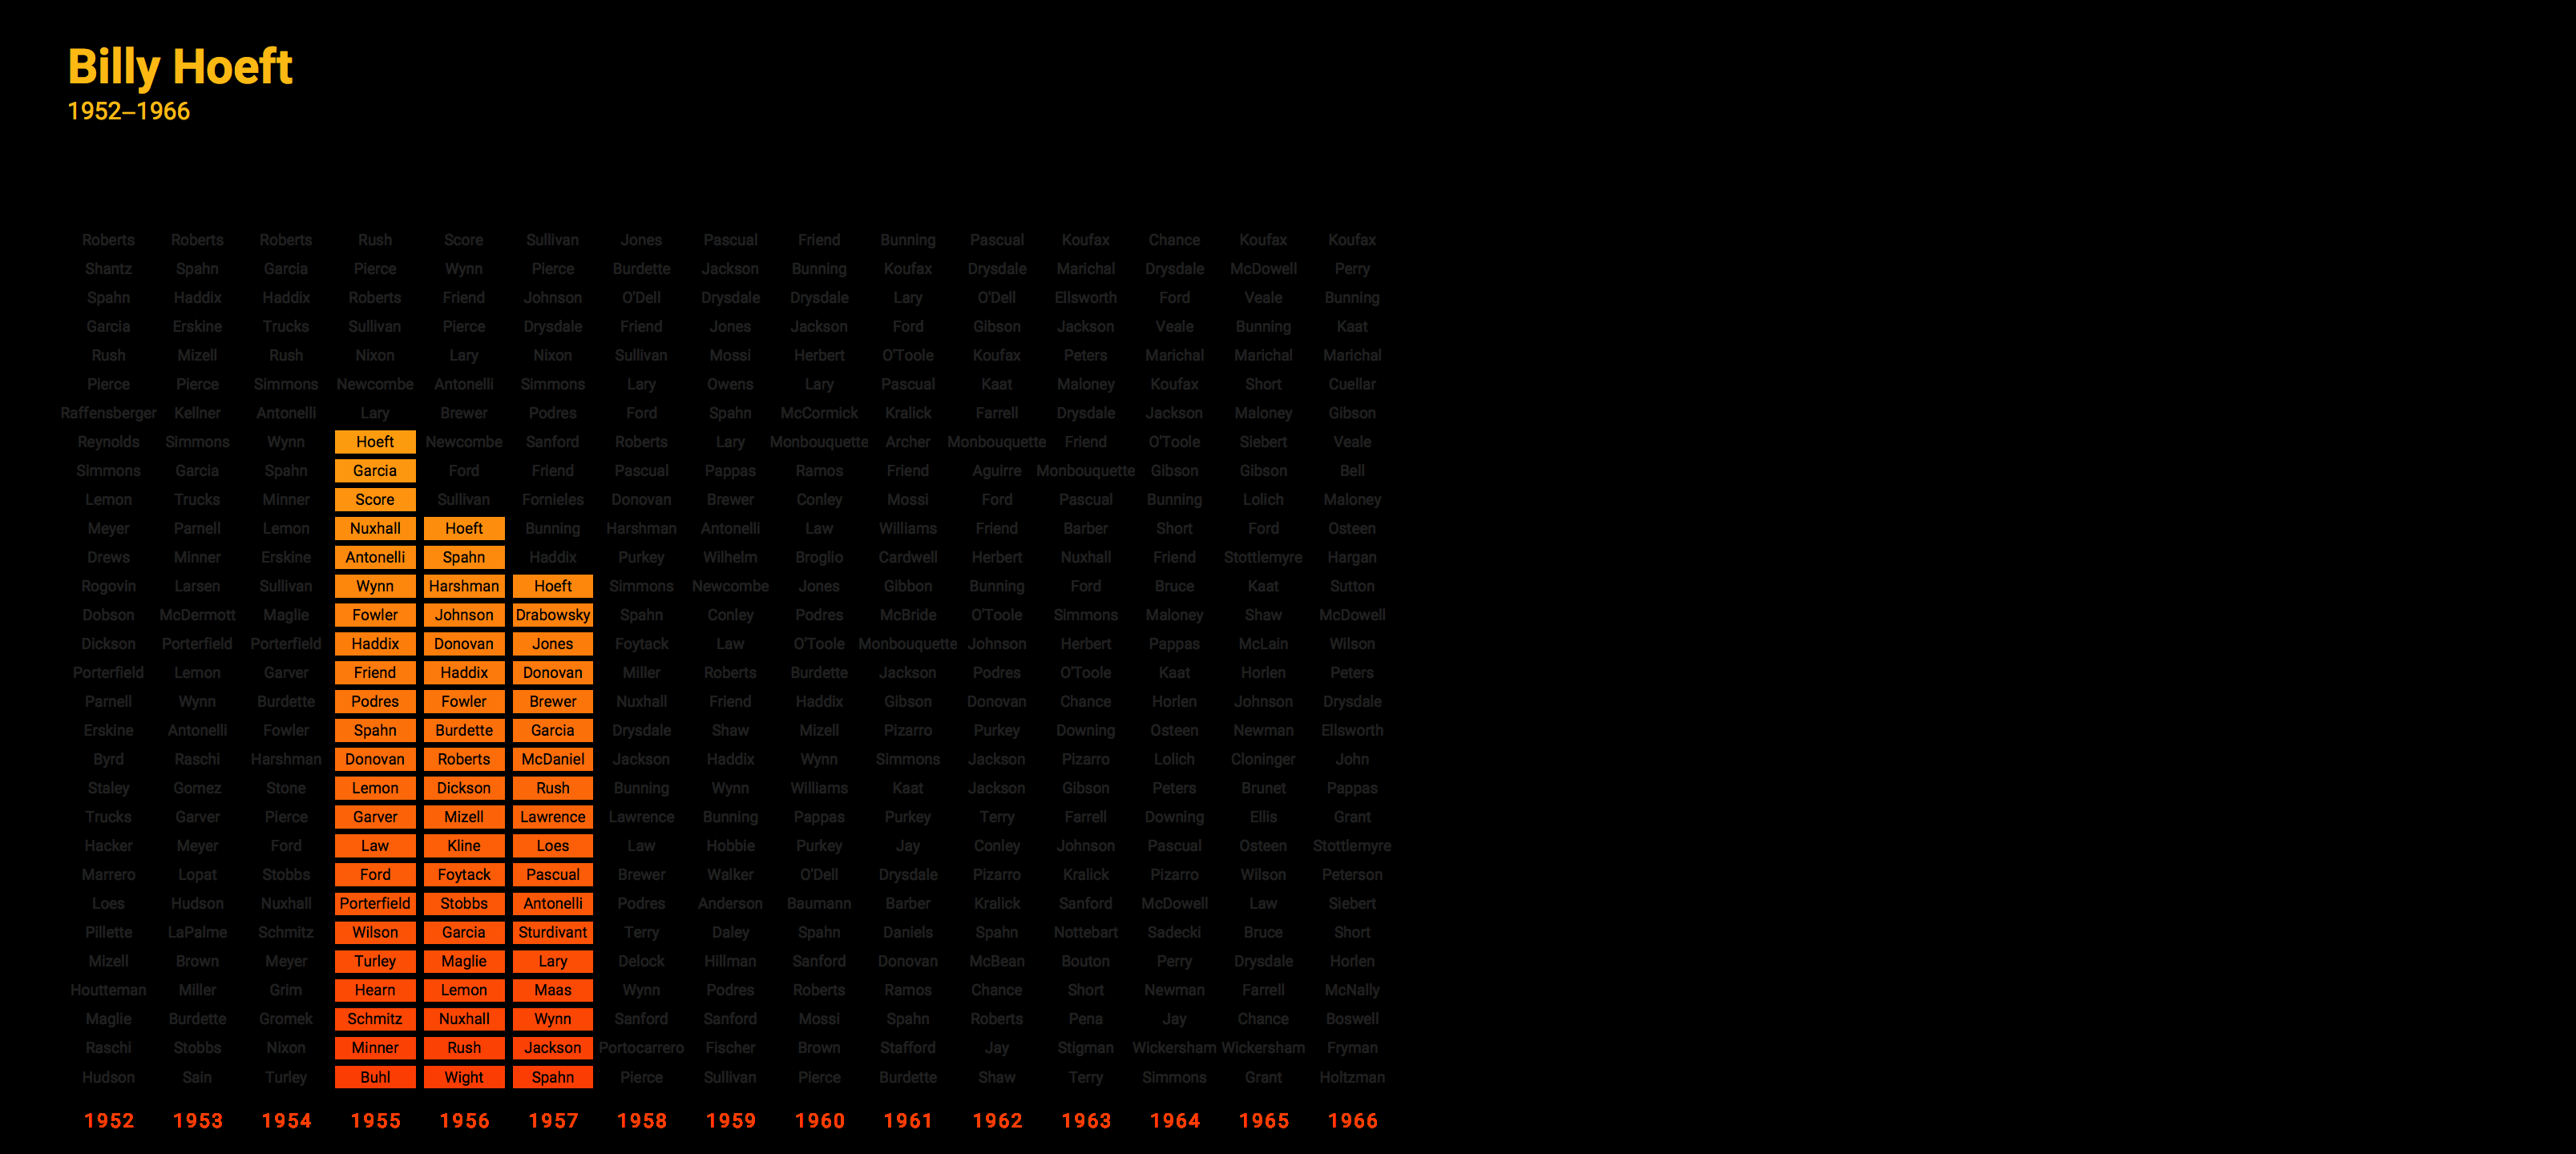 Billy Hoeft
1952–1966
Roberts Roberts Roberts Rush Score Sullivan Jones Pascual Friend Bunning Pascual Koufax Chance Koufax Koufax
Shantz Spahn Garcia Pierce Wynn Pierce Burdette Jackson Bunning Koufax Drysdale Marichal Drysdale McDowell Perry
Spahn Haddix Haddix Roberts Friend Johnson O'Dell Drysdale Drysdale Lary O'Dell Ellsworth Ford Veale Bunning
Garcia Erskine Trucks Sullivan Pierce Drysdale Friend Jones Jackson Ford Gibson Jackson Veale Bunning Kaat
Rush Mizell Rush Nixon Lary Nixon Sullivan Mossi Herbert O'Toole Koufax Peters Marichal Marichal Marichal
Pierce Pierce Simmons Newcombe Antonelli Simmons Lary Owens Lary Pascual Kaat Maloney Koufax Short Cuellar
Raffensberger Kellner Antonelli Lary Brewer Podres Ford Spahn McCormick Kralick Farrell Drysdale Jackson Maloney Gibson
Reynolds Simmons Wynn Hoeft Newcombe Sanford Roberts Lary Monbouquette Archer Monbouquette Friend O'Toole Siebert Veale
Simmons Garcia Spahn Garcia Ford Friend Pascual Pappas Ramos Friend Aguirre Monbouquette Gibson Gibson Bell
Lemon Trucks Minner Score Sullivan Fornieles Donovan Brewer Conley Mossi Ford Pascual Bunning Lolich Maloney
Meyer Parnell Lemon Nuxhall Hoeft Bunning Harshman Antonelli Law Williams Friend Barber Short Ford Osteen
Drews Minner Erskine Antonelli Spahn Haddix Purkey Wilhelm Broglio Cardwell Herbert Nuxhall Friend Stottlemyre Hargan
Rogovin Larsen Sullivan Wynn Harshman Hoeft Simmons Newcombe Jones Gibbon Bunning Ford Bruce Kaat Sutton
Dobson McDermott Maglie Fowler Johnson Drabowsky Spahn Conley Podres McBride O'Toole Simmons Maloney Shaw McDowell
Dickson Porterfield Porterfield Haddix Donovan Jones Foytack Law O'Toole Monbouquette Johnson Herbert Pappas McLain Wilson
Porterfield Lemon Garver Friend Haddix Donovan Miller Roberts Burdette Jackson Podres O'Toole Kaat Horlen Peters
Parnell Wynn Burdette Podres Fowler Brewer Nuxhall Friend Haddix Gibson Donovan Chance Horlen Johnson Drysdale
Erskine Antonelli Fowler Spahn Burdette Garcia Drysdale Shaw Mizell Pizarro Purkey Downing Osteen Newman Ellsworth
Byrd Raschi Harshman Donovan Roberts McDaniel Jackson Haddix Wynn Simmons Jackson Pizarro Lolich Cloninger John
Staley Gomez Stone Lemon Dickson Rush Bunning Wynn Williams Kaat Jackson Gibson Peters Brunet Pappas
Trucks Garver Pierce Garver Mizell Lawrence Lawrence Bunning Pappas Purkey Terry Farrell Downing Ellis Grant
Hacker Meyer Ford Law Kline Loes Law Hobbie Purkey Jay Conley Johnson Pascual Osteen Stottlemyre
Marrero Lopat Stobbs Ford Foytack Pascual Brewer Walker O'Dell Drysdale Pizarro Kralick Pizarro Wilson Peterson
Loes Hudson Nuxhall Porterfield Stobbs Antonelli Podres Anderson Baumann Barber Kralick Sanford McDowell Law Siebert
Pillette LaPalme Schmitz Wilson Garcia Sturdivant Terry Daley Spahn Daniels Spahn Nottebart Sadecki Bruce Short
Mizell Brown Meyer Turley Maglie Lary Delock Hillman Sanford Donovan McBean Bouton Perry Drysdale Horlen
Houtteman Miller Grim Hearn Lemon Maas Wynn Podres Roberts Ramos Chance Short Newman Farrell McNally
Maglie Burdette Gromek Schmitz Nuxhall Wynn Sanford Sanford Mossi Spahn Roberts Pena Jay Chance Boswell
Raschi Stobbs Nixon Minner Rush Jackson Portocarrero Fischer Brown Stafford Jay Stigman Wickersham Wickersham Fryman
Hudson Sain Turley Buhl Wight Spahn Pierce Sullivan Pierce Burdette Shaw Terry Simmons Grant Holtzman
1952 1953 1954 1955 1956 1957 1958 1959 1960 1961 1962 1963 1964 1965 1966